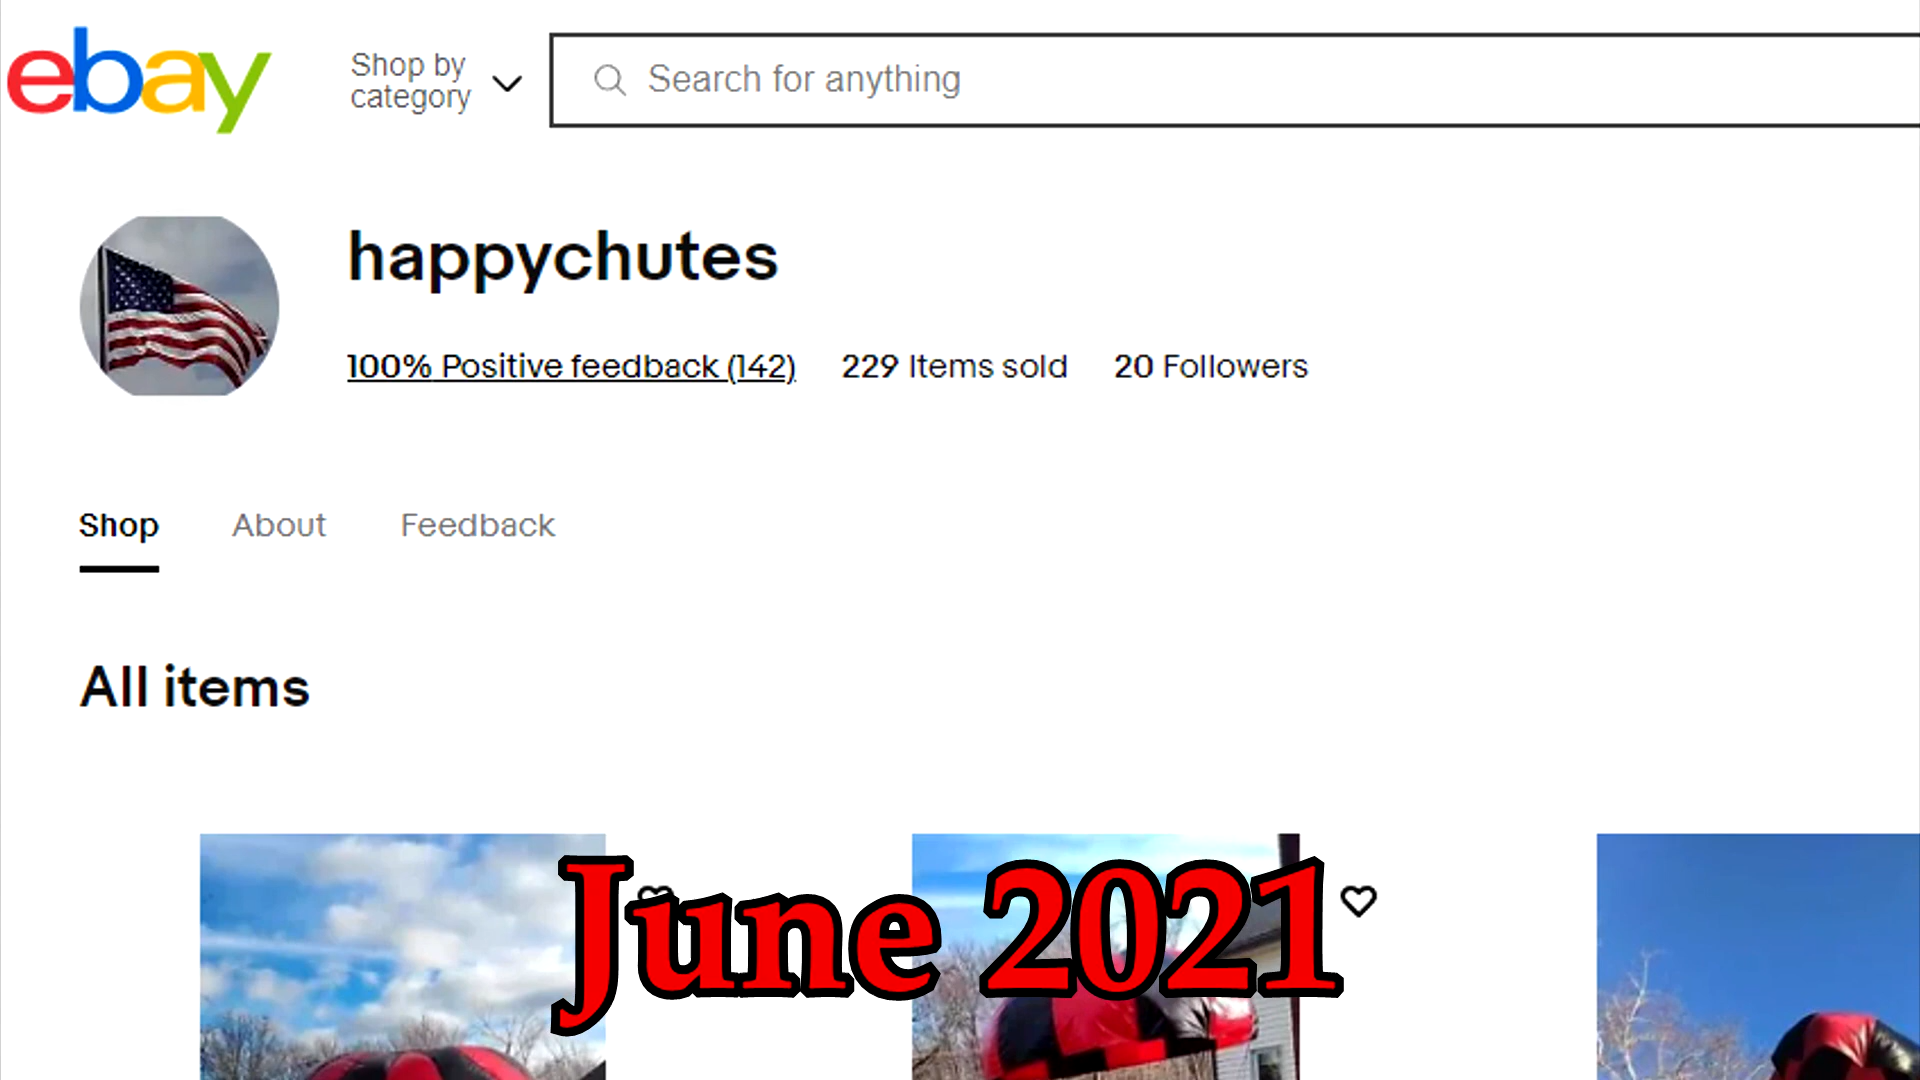 ebay
Shop by
category
Search for anything
happychutes
100% Positive feedback (142) 229 Items sold 20 Followers
Shop About Feedback
All items
June 2021